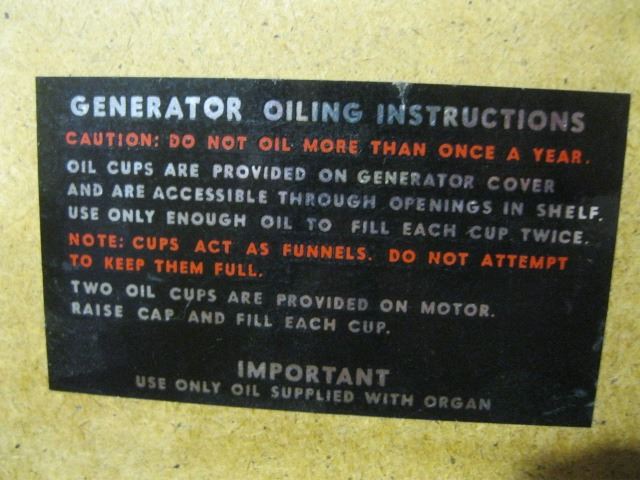 GENERATOR OILING INSTRUCTIONS
CAUTION: DO NOT OIL MORE THAN ONCE A YEAR.
OIL CUPS ARE PROVIDED ON GENERATOR COVER
AND ARE ACCESSIBLE THROUGH OPENINGS IN SHELF.
USE ONLY ENOUGH OIL TO FILL EACH CUP TWICE.
NOTE: CUPS ACT AS FUNNELS. DO NOT ATTEMPT
TO KEEP THEM FULL.
TWO OIL CUPS ARE PROVIDED ON MOTOR.
RAISE CAP AND FILL EACH CUP.
IMPORTANT
USE ONLY OIL SUPPLIED WITH ORGAN